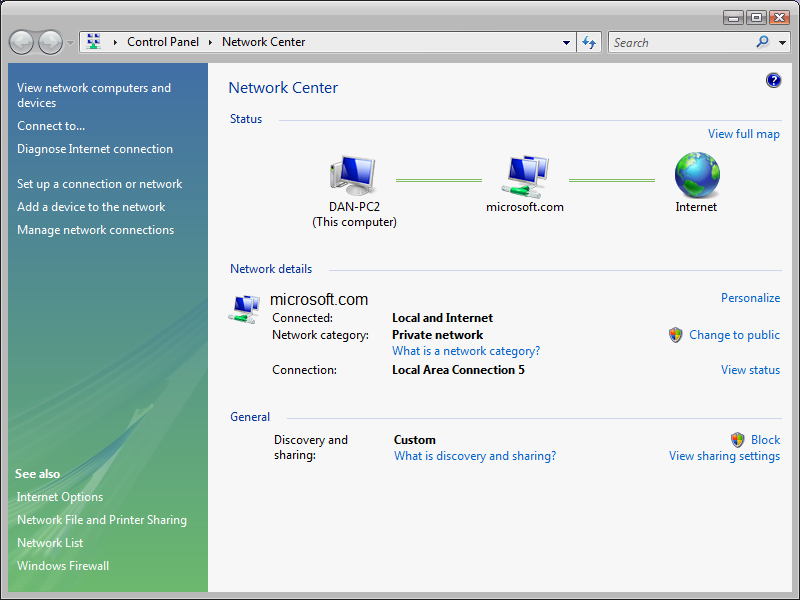 Control Panel Network Center
Search
View network computers and
devices
Connect to...
Diagnose Internet connection
Set up a connection or network
Add a device to the network
Manage network connections
See also
Internet Options
Network File and Printer Sharing
Network List
Windows Firewall
Network Center
?
Status
View full map
DAN-PC2
(This computer)
microsoft.com
Internet
Network details
microsoft.com
Personalize
Connected: Local and Internet
Network category: Private network
Change to public
What is a network category?
Connection: Local Area Connection 5
View status
General
Discovery and
sharing:
Custom
Block
What is discovery and sharing?
View sharing settings